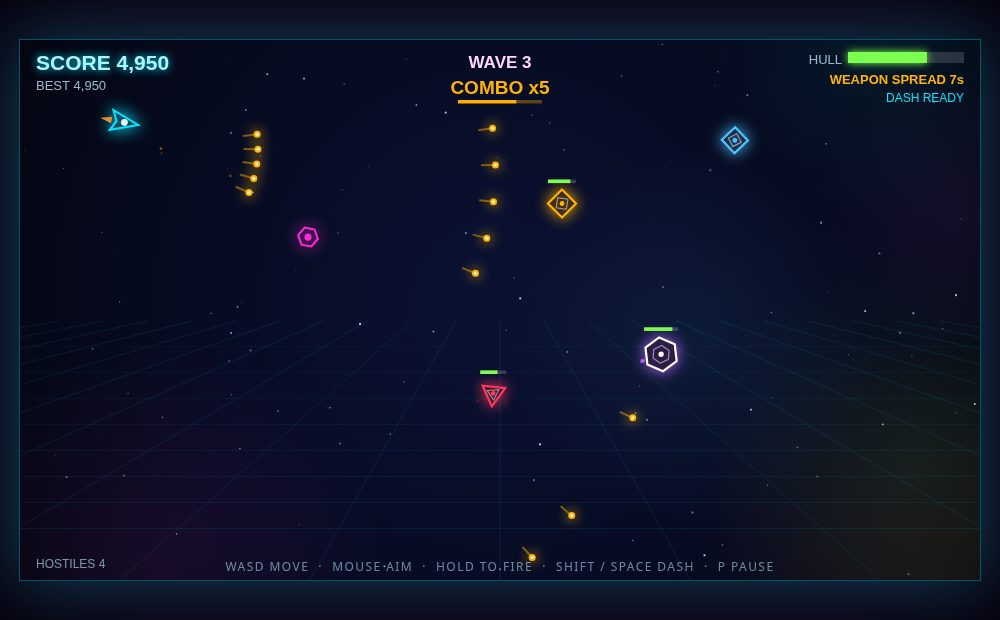 SCORE 4,950
BEST 4,950
WAVE 3
COMBO x5
HULL
WEAPON SPREAD 7s
DASH READY
HOSTILES 4
WASD MOVE · MOUSE AIM · HOLD TO FIRE · SHIFT / SPACE DASH · P PAUSE